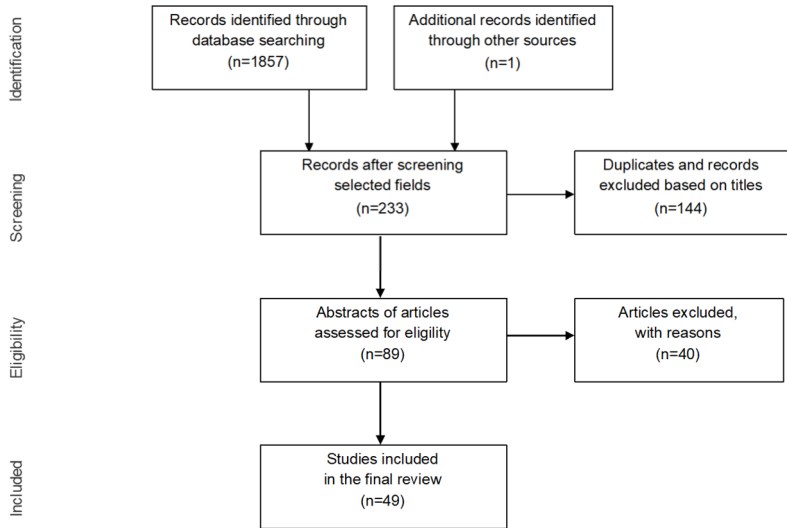 Identification
Records identified through
database searching
(n=1857)
Additional records identified
through other sources
(n=1)
Screening
Records after screening
selected fields
(n=233)
Duplicates and records
excluded based on titles
(n=144)
Eligibility
Abstracts of articles
assessed for eligility
(n=89)
Articles excluded,
with reasons
(n=40)
Included
Studies included
in the final review
(n=49)